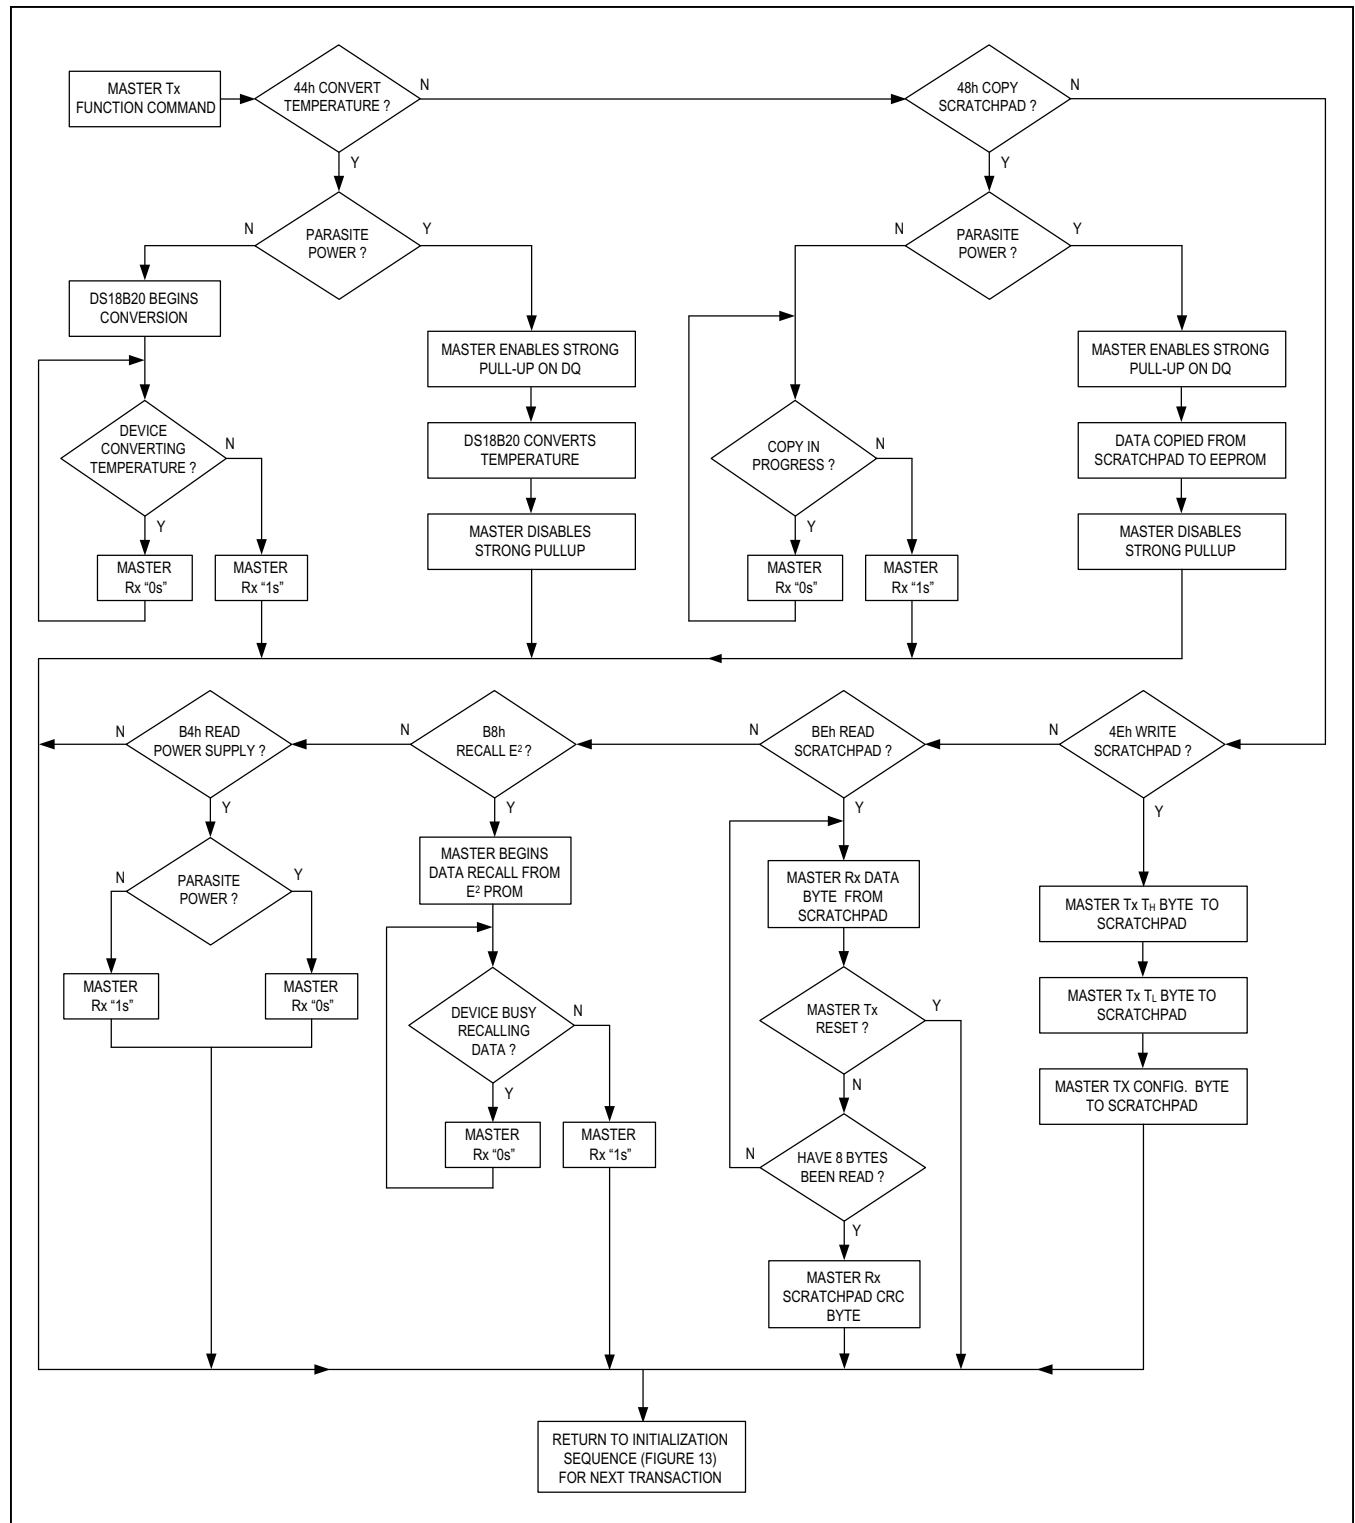 MASTER Tx
FUNCTION COMMAND
44h CONVERT
TEMPERATURE ?
N
Y
48h COPY
SCRATCHPAD ?
N
Y
PARASITE
POWER ?
N
Y
DS18B20 BEGINS
CONVERSION
DEVICE
CONVERTING
TEMPERATURE ?
N
Y
MASTER
Rx “0s”
MASTER
Rx “1s”
MASTER ENABLES STRONG
PULL-UP ON DQ
DS18B20 CONVERTS
TEMPERATURE
MASTER DISABLES
STRONG PULLUP
PARASITE
POWER ?
N
Y
COPY IN
PROGRESS ?
N
Y
MASTER
Rx “0s”
MASTER
Rx “1s”
MASTER ENABLES STRONG
PULL-UP ON DQ
DATA COPIED FROM
SCRATCHPAD TO EEPROM
MASTER DISABLES
STRONG PULLUP
B4h READ
POWER SUPPLY ?
N
Y
PARASITE
POWER ?
N
Y
MASTER
Rx “1s”
MASTER
Rx “0s”
B8h
RECALL E² ?
N
Y
MASTER BEGINS
DATA RECALL FROM
E² PROM
DEVICE BUSY
RECALLING
DATA ?
N
Y
MASTER
Rx “0s”
MASTER
Rx “1s”
BEh READ
SCRATCHPAD ?
N
Y
MASTER Rx DATA
BYTE FROM
SCRATCHPAD
MASTER Tx
RESET ?
Y
N
HAVE 8 BYTES
BEEN READ ?
N
Y
MASTER Rx
SCRATCHPAD CRC
BYTE
4Eh WRITE
SCRATCHPAD ?
N
Y
MASTER Tx TH BYTE TO
SCRATCHPAD
MASTER Tx TL BYTE TO
SCRATCHPAD
MASTER TX CONFIG. BYTE
TO SCRATCHPAD
RETURN TO INITIALIZATION
SEQUENCE (FIGURE 13)
FOR NEXT TRANSACTION